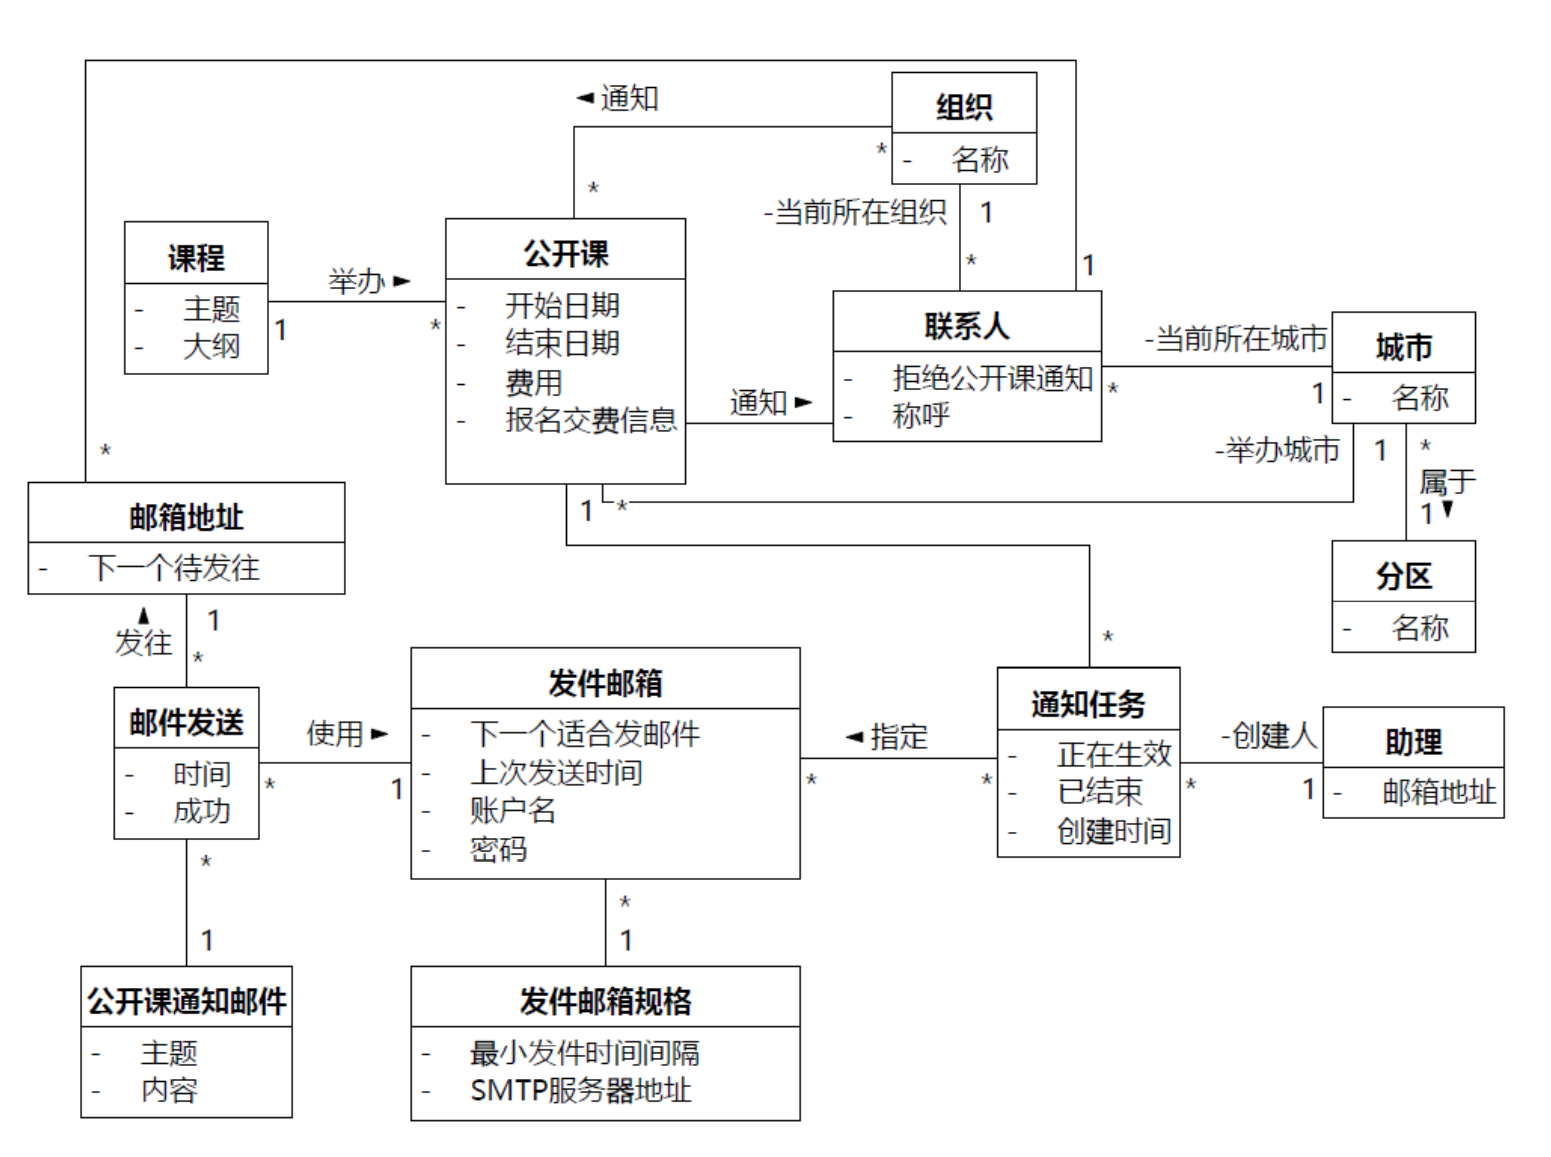 ◄ 通知
组织
*
- 名称
*
-当前所在组织
1
课程
公开课
*
1
- 主题
- 大纲
举办 ►
1
*
- 开始日期
- 结束日期
- 费用
- 报名交费信息
联系人
- 拒绝公开课通知
- 称呼
通知 ►
-当前所在城市
*
1
城市
- 名称
-举办城市
1
*
属于
1 ▼
*
1
*
分区
- 名称
邮箱地址
- 下一个待发往
▲
发往
1
*
*
邮件发送
- 时间
- 成功
使用 ►
*
1
发件邮箱
- 下一个适合发邮件
- 上次发送时间
- 账户名
- 密码
◄ 指定
*
*
通知任务
- 正在生效
- 已结束
- 创建时间
-创建人
*
1
助理
- 邮箱地址
*
1
*
1
公开课通知邮件
- 主题
- 内容
发件邮箱规格
- 最小发件时间间隔
- SMTP服务器地址